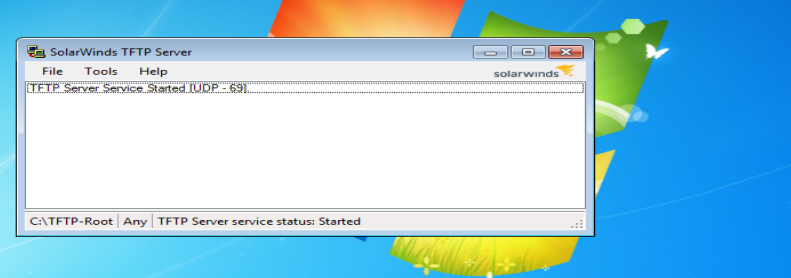 SolarWinds TFTP Server
File Tools Help
solarwinds
TFTP Server Service Started [UDP - 69].
C:\TFTP-Root Any TFTP Server service status: Started